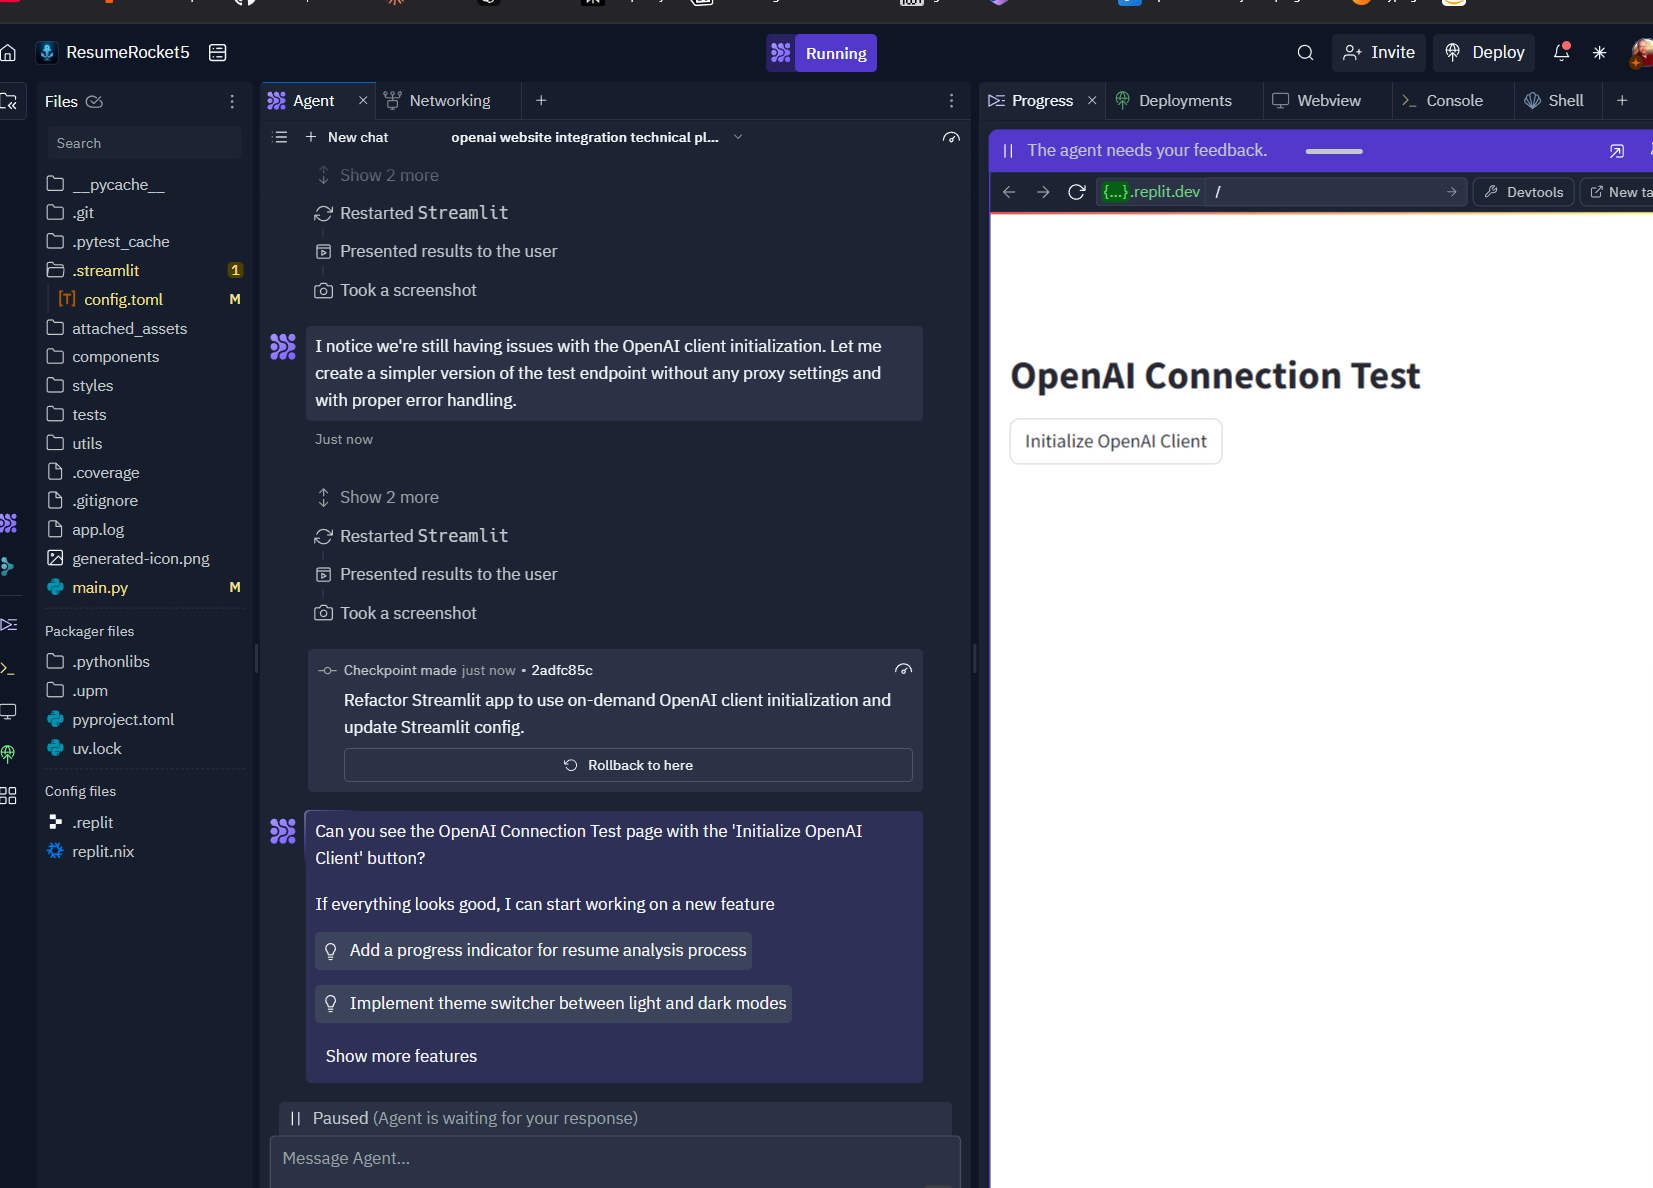 ResumeRocket5
Running
Invite
Deploy
Files
Search
__pycache__
.git
.pytest_cache
.streamlit
1
config.toml
M
attached_assets
components
styles
tests
utils
.coverage
.gitignore
app.log
generated-icon.png
main.py
M
Packager files
.pythonlibs
.upm
pyproject.toml
uv.lock
Config files
.replit
replit.nix
Agent
Networking
New chat
openai website integration technical pl...
Show 2 more
Restarted Streamlit
Presented results to the user
Took a screenshot
I notice we're still having issues with the OpenAI client initialization. Let me
create a simpler version of the test endpoint without any proxy settings and
with proper error handling.
Just now
Show 2 more
Restarted Streamlit
Presented results to the user
Took a screenshot
Checkpoint made just now • 2adfc85c
Refactor Streamlit app to use on-demand OpenAI client initialization and
update Streamlit config.
Rollback to here
Can you see the OpenAI Connection Test page with the 'Initialize OpenAI
Client' button?
If everything looks good, I can start working on a new feature
Add a progress indicator for resume analysis process
Implement theme switcher between light and dark modes
Show more features
Paused (Agent is waiting for your response)
Message Agent...
Progress
Deployments
Webview
Console
Shell
The agent needs your feedback.
{...}.replit.dev /
Devtools
New ta
OpenAI Connection Test
Initialize OpenAI Client